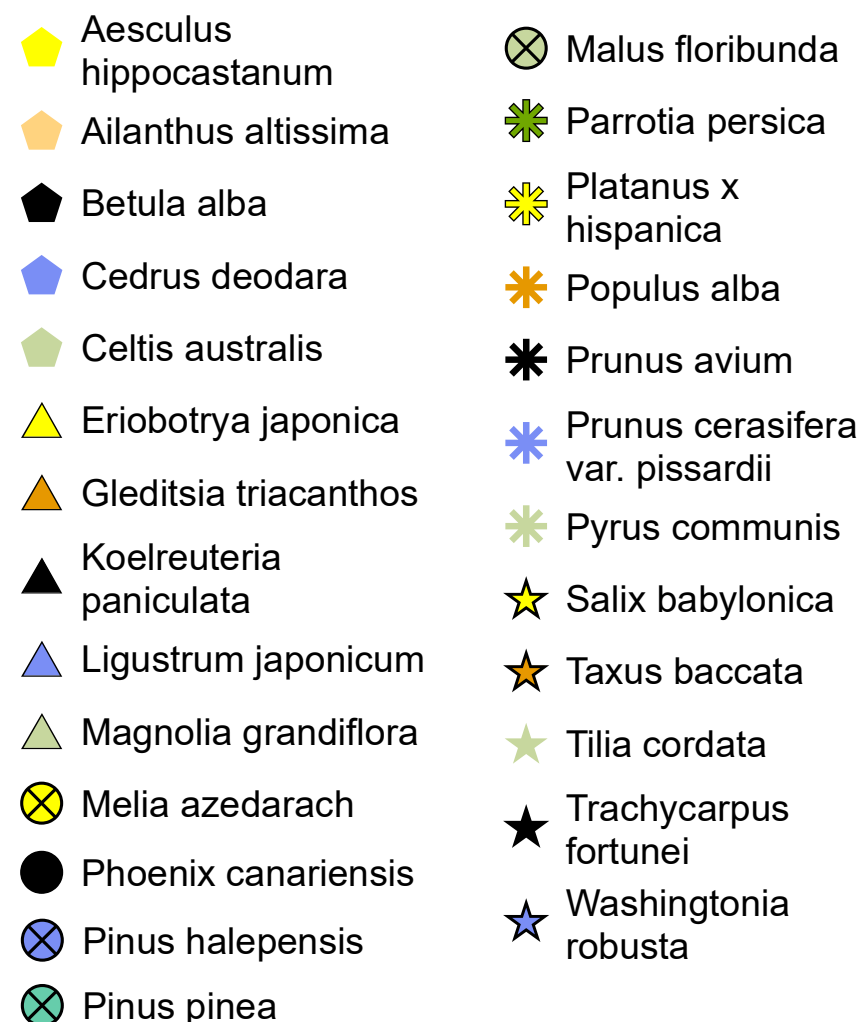 Aesculus
hippocastanum
Ailanthus altissima
Betula alba
Cedrus deodara
Celtis australis
Eriobotrya japonica
Gleditsia triacanthos
Koelreuteria
paniculata
Ligustrum japonicum
Magnolia grandiflora
Melia azedarach
Phoenix canariensis
Pinus halepensis
Pinus pinea
Malus floribunda
Parrotia persica
Platanus x
hispanica
Populus alba
Prunus avium
Prunus cerasifera
var. pissardii
Pyrus communis
Salix babylonica
Taxus baccata
Tilia cordata
Trachycarpus
fortunei
Washingtonia
robusta